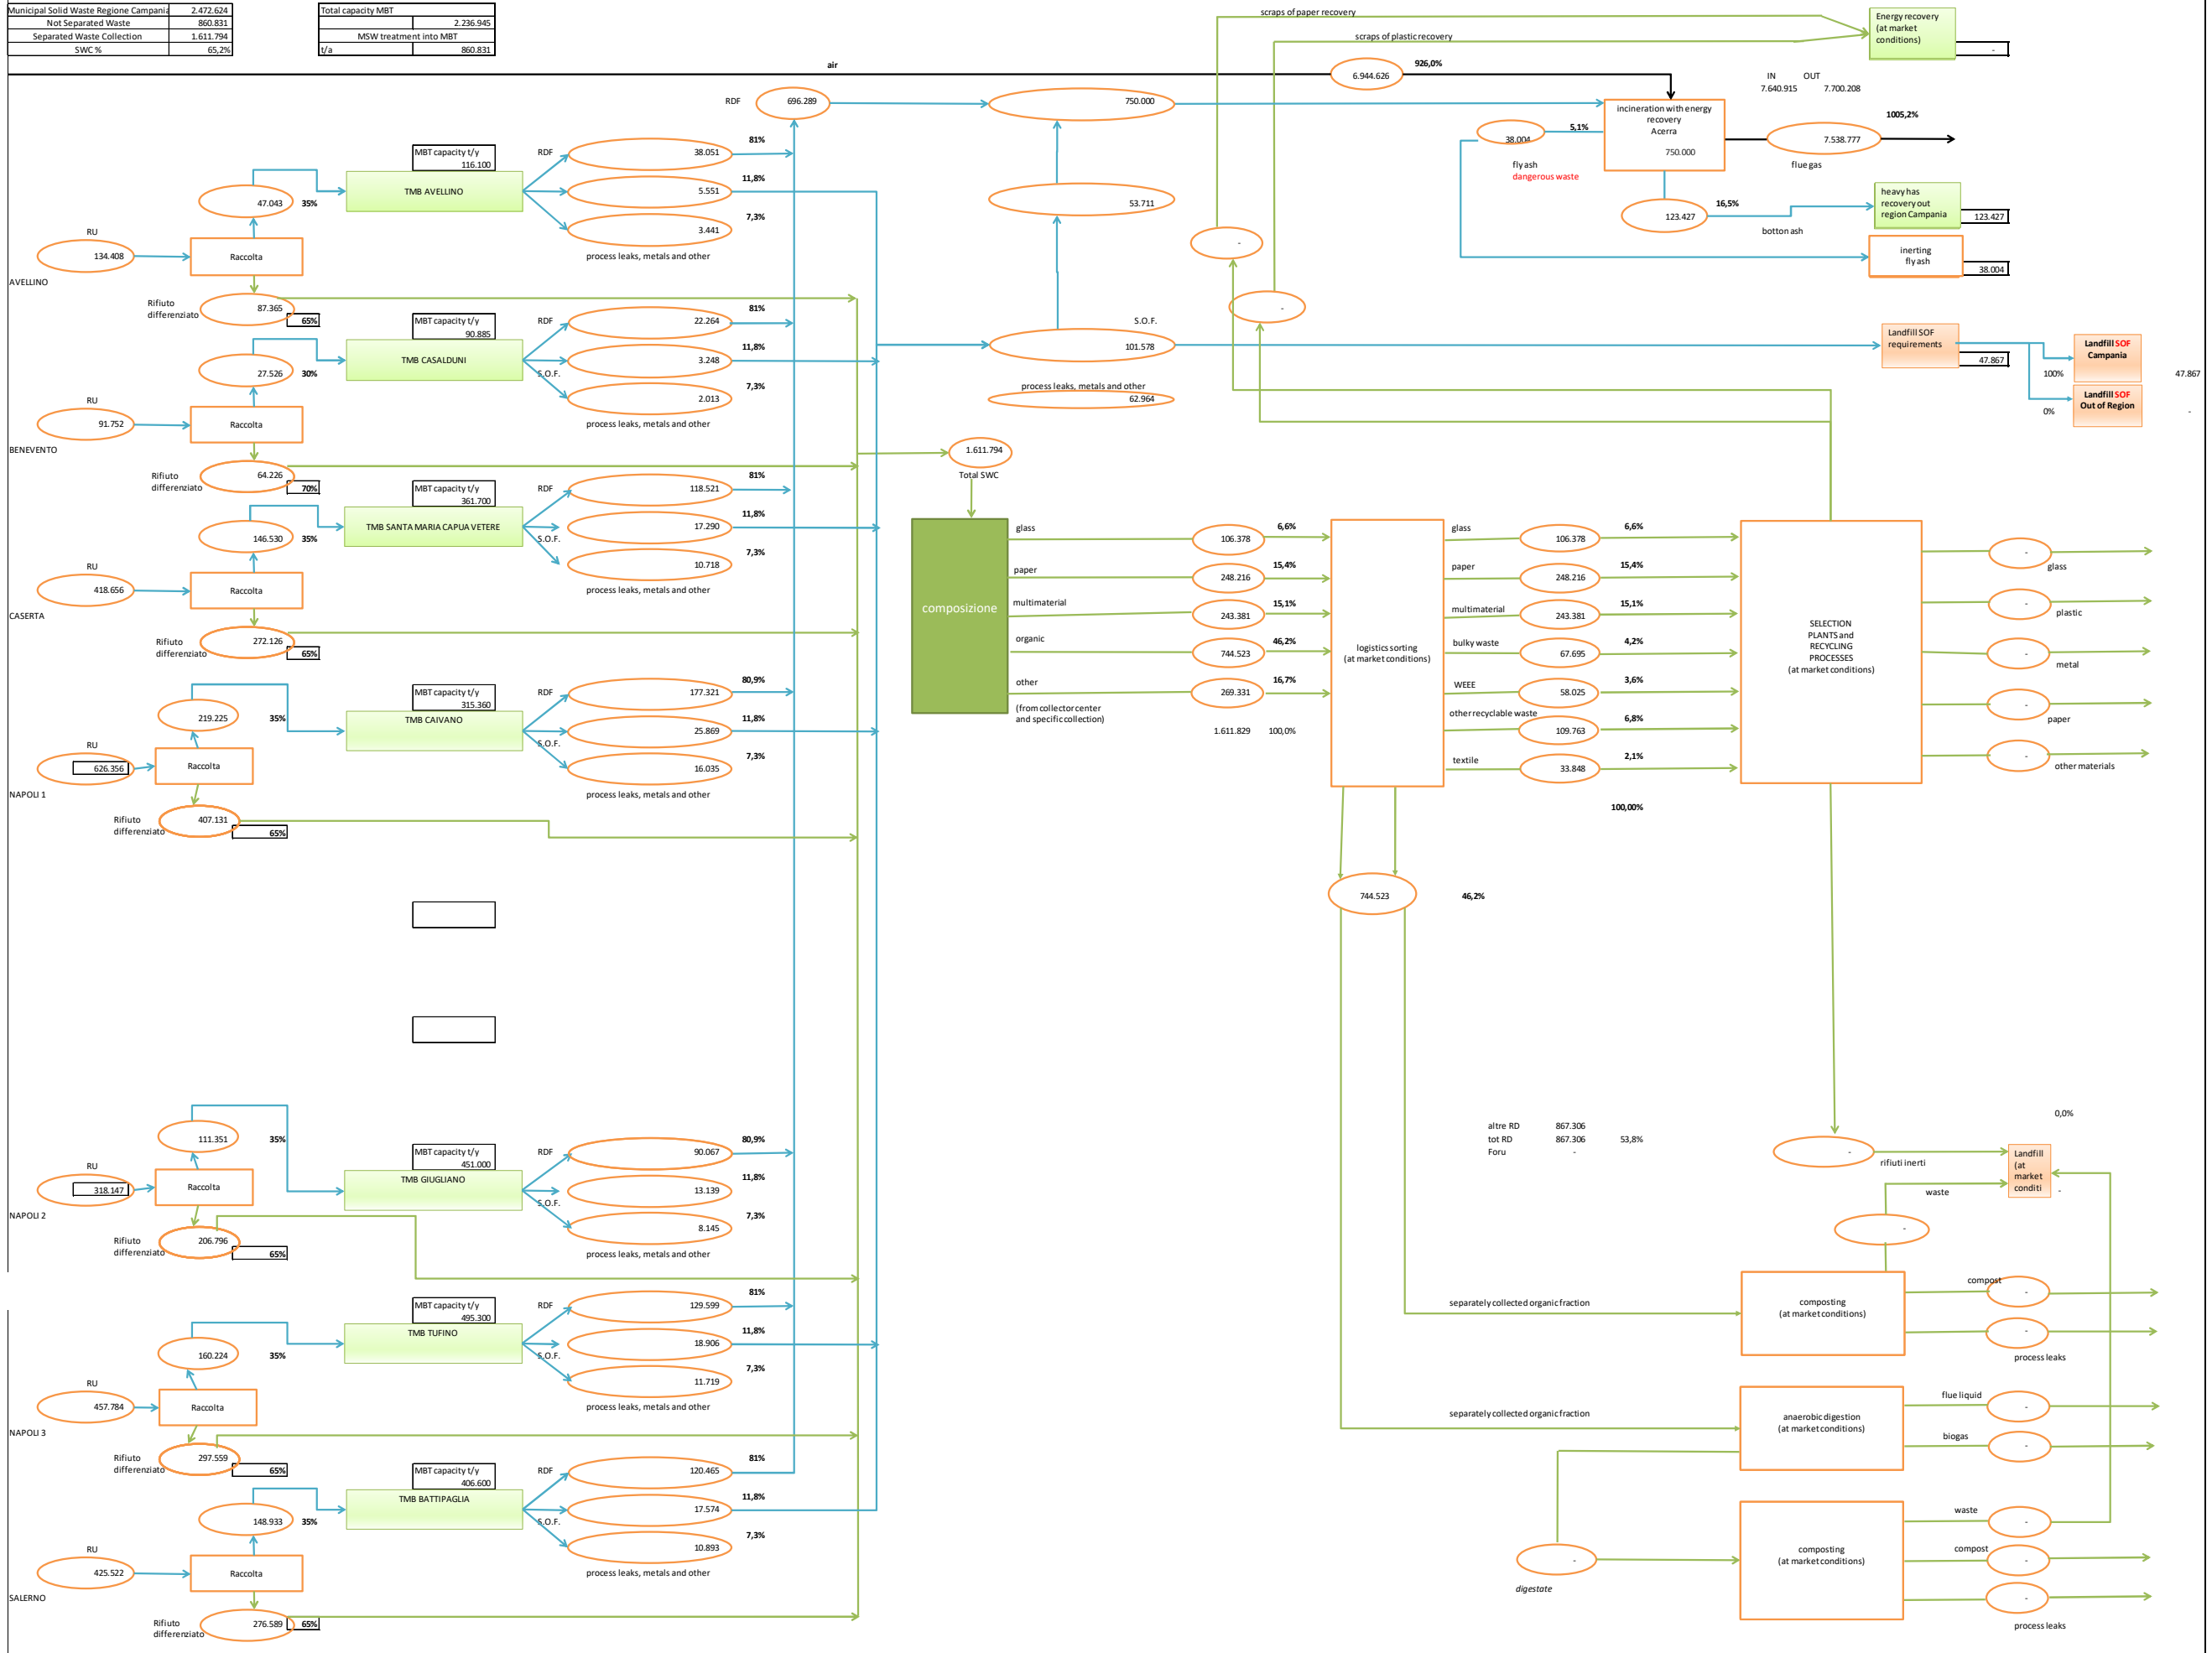 Municipal Solid Waste Regione Campania 2.472.624
Not Separated Waste 860.831
Separated Waste Collection 1.611.794
SWC % 65,2%
Total capacity MBT
2.236.945
MSW treatment into MBT
t/a 860.831
scraps of paper recovery
scraps of plastic recovery
Energy recovery
(at market
conditions)
-
air
6.944.626
926,0%
IN OUT
7.640.915 7.700.208
RDF
696.289
750.000
incineration with energy
recovery
Acerra
750.000
5,1%
38.004
fly ash
dangerous waste
1005,2%
7.538.777
flue gas
123.427
16,5%
botton ash
heavy has
recovery out
region Campania
123.427
inerting
fly ash
38.004
53.711
-
-
S.O.F.
101.578
process leaks, metals and other
62.964
Landfill SOF
requirements
47.867
Landfill SOF
Campania
100%
47.867
Landfill SOF
Out of Region
0%
-
MBT capacity t/y
116.100
TMB AVELLINO
RDF
38.051
81%
5.551
11,8%
3.441
7,3%
process leaks, metals and other
47.043
35%
RU
134.408
Raccolta
AVELLINO
Rifiuto
differenziato
87.365
65%
MBT capacity t/y
90.885
TMB CASALDUNI
RDF
22.264
81%
S.O.F.
3.248
11,8%
2.013
7,3%
process leaks, metals and other
27.526
30%
RU
91.752
Raccolta
BENEVENTO
Rifiuto
differenziato
64.226
70%
MBT capacity t/y
361.700
TMB SANTA MARIA CAPUA VETERE
RDF
118.521
81%
S.O.F.
17.290
11,8%
10.718
7,3%
process leaks, metals and other
146.530
35%
RU
418.656
Raccolta
CASERTA
Rifiuto
differenziato
272.126
65%
MBT capacity t/y
315.360
TMB CAIVANO
RDF
177.321
80,9%
S.O.F.
25.869
11,8%
16.035
7,3%
process leaks, metals and other
219.225
35%
RU
626.356
Raccolta
NAPOLI 1
Rifiuto
differenziato
407.131
65%
1.611.794
Total SWC
composizione
glass
106.378
6,6%
paper
248.216
15,4%
multimaterial
243.381
15,1%
organic
744.523
46,2%
other
269.331
16,7%
(from collector center
and specific collection)
1.611.829 100,0%
logistics sorting
(at market conditions)
glass
106.378
6,6%
paper
248.216
15,4%
multimaterial
243.381
15,1%
bulky waste
67.695
4,2%
WEEE
58.025
3,6%
other recyclable waste
109.763
6,8%
textile
33.848
2,1%
100,00%
SELECTION
PLANTS and
RECYCLING
PROCESSES
(at market conditions)
-
glass
-
plastic
-
metal
-
paper
-
other materials
744.523
46,2%
MBT capacity t/y
451.000
TMB GIUGLIANO
RDF
90.067
80,9%
S.O.F.
13.139
11,8%
8.145
7,3%
process leaks, metals and other
111.351
35%
RU
318.147
Raccolta
NAPOLI 2
Rifiuto
differenziato
206.796
65%
altre RD 867.306
tot RD 867.306 53,8%
Foru -
0,0%
-
rifiuti inerti
Landfill
(at
market
conditi
-
waste
-
MBT capacity t/y
495.300
TMB TUFINO
RDF
129.599
81%
S.O.F.
18.906
11,8%
11.719
7,3%
process leaks, metals and other
160.224
35%
RU
457.784
Raccolta
NAPOLI 3
Rifiuto
differenziato
297.559
65%
separately collected organic fraction
composting
(at market conditions)
compost
-
-
process leaks
separately collected organic fraction
anaerobic digestion
(at market conditions)
flue liquid
-
biogas
-
MBT capacity t/y
406.600
TMB BATTIPAGLIA
RDF
120.465
81%
S.O.F.
17.574
11,8%
10.893
7,3%
process leaks, metals and other
148.933
35%
RU
425.522
Raccolta
SALERNO
Rifiuto
differenziato
276.589
65%
-
digestate
composting
(at market conditions)
waste
-
compost
-
-
process leaks